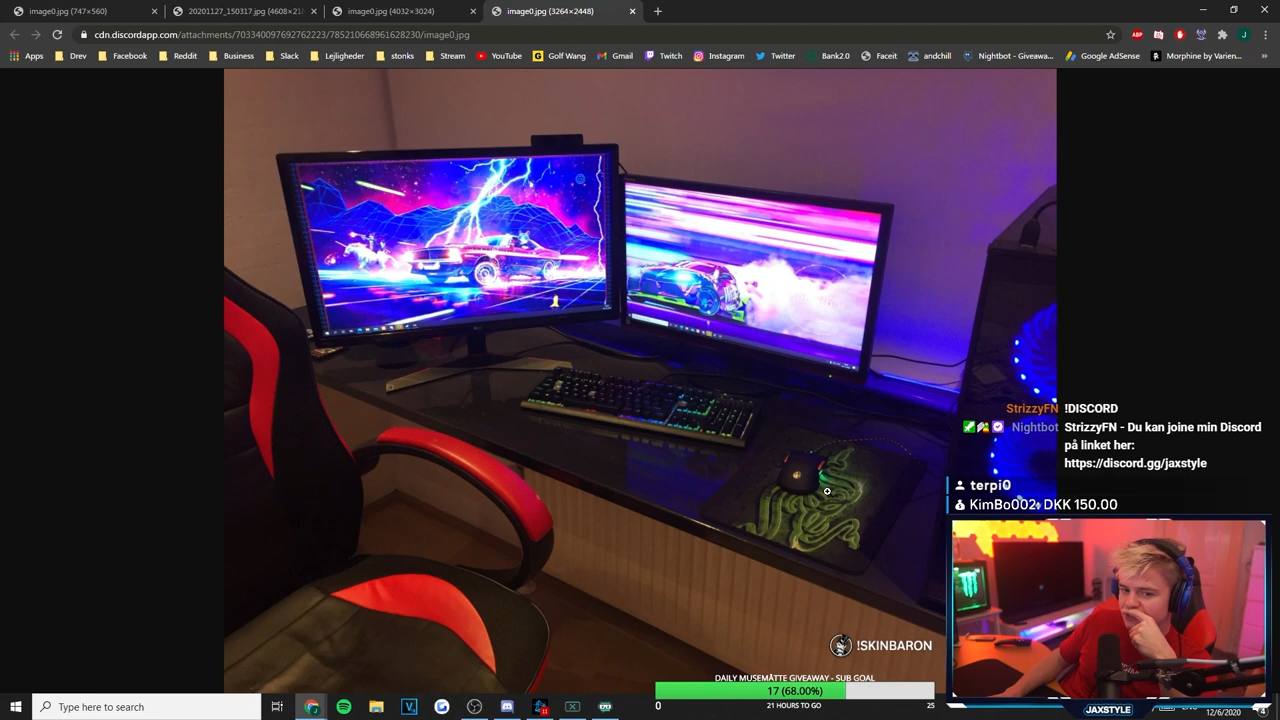 image0.jpg (747×560)
20201127_150317.jpg (4608×21
image0.jpg (4032×3024)
image0.jpg (3264×2448)
cdn.discordapp.com/attachments/703340097692762223/785210668961628230/image0.jpg
Apps
Drev
Facebook
Reddit
Business
Slack
Lejligheder
stonks
Stream
YouTube
Golf Wang
Gmail
Twitch
Instagram
Twitter
Bank2.0
Faceit
andchill
Nightbot - Giveawa...
Google AdSense
Morphine by Varien...
StrizzyFN !DISCORD
Nightbot StrizzyFN - Du kan joine min Discord
på linket her:
https://discord.gg/jaxstyle
terpi0
KimBo002: DKK 150.00
!SKINBARON
DAILY MUSEMÅTTE GIVEAWAY - SUB GOAL
17 (68.00%)
0 21 HOURS TO GO 25
JAXSTYLE
Type here to search
12/6/2020